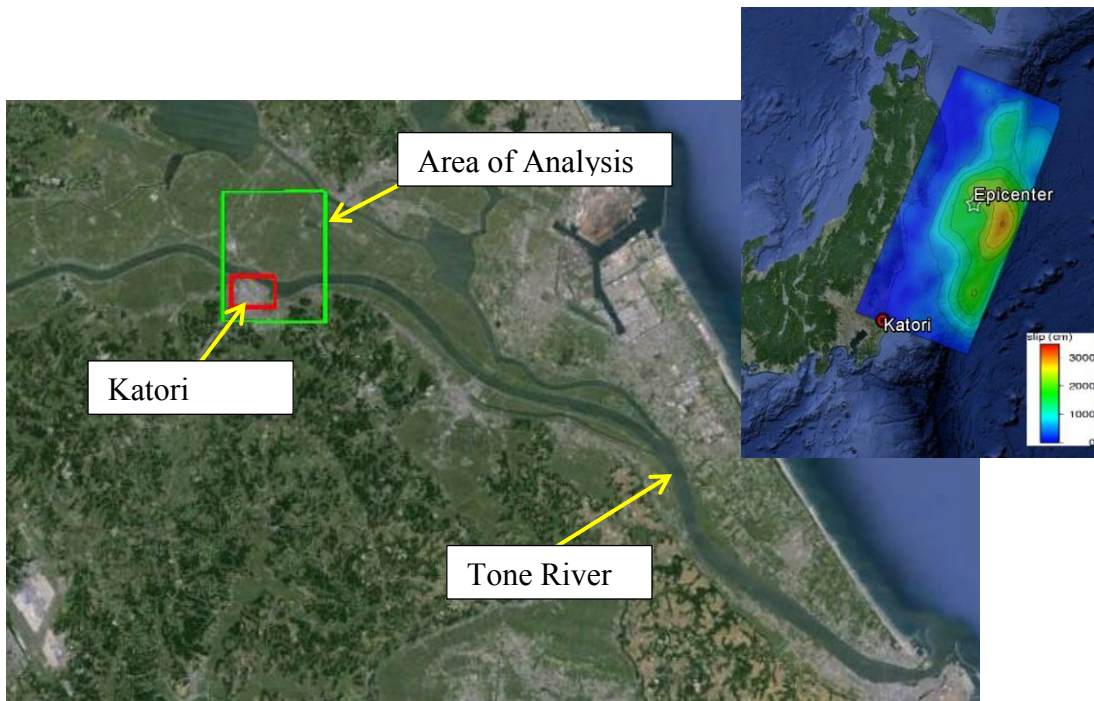 Area of Analysis
Katori
Tone River
Epicenter
Katori
slip (cm)
3000
2000
1000
0